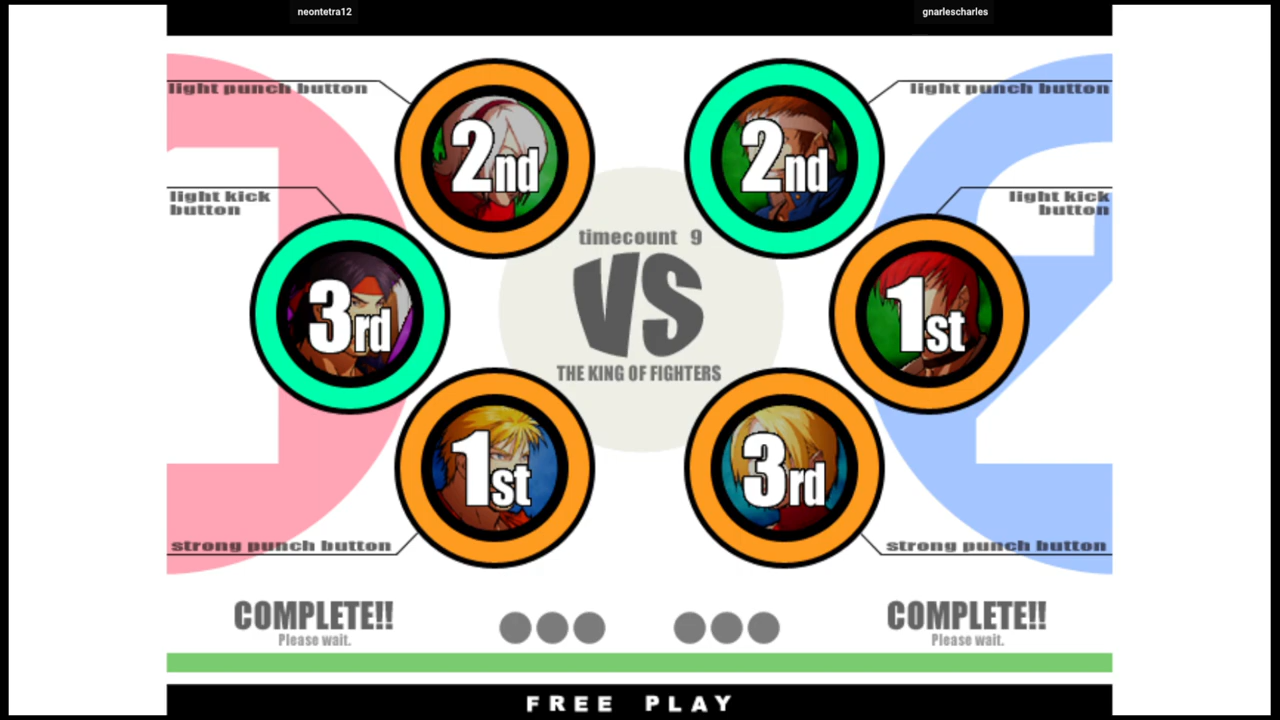 neontetra12
gnarlescharles
light punch button
light punch button
2nd
2nd
light kick
button
light kick
button
timecount 9
VS
THE KING OF FIGHTERS
3rd
1st
1st
3rd
strong punch button
strong punch button
COMPLETE!!
Please wait.
COMPLETE!!
Please wait.
FREE PLAY